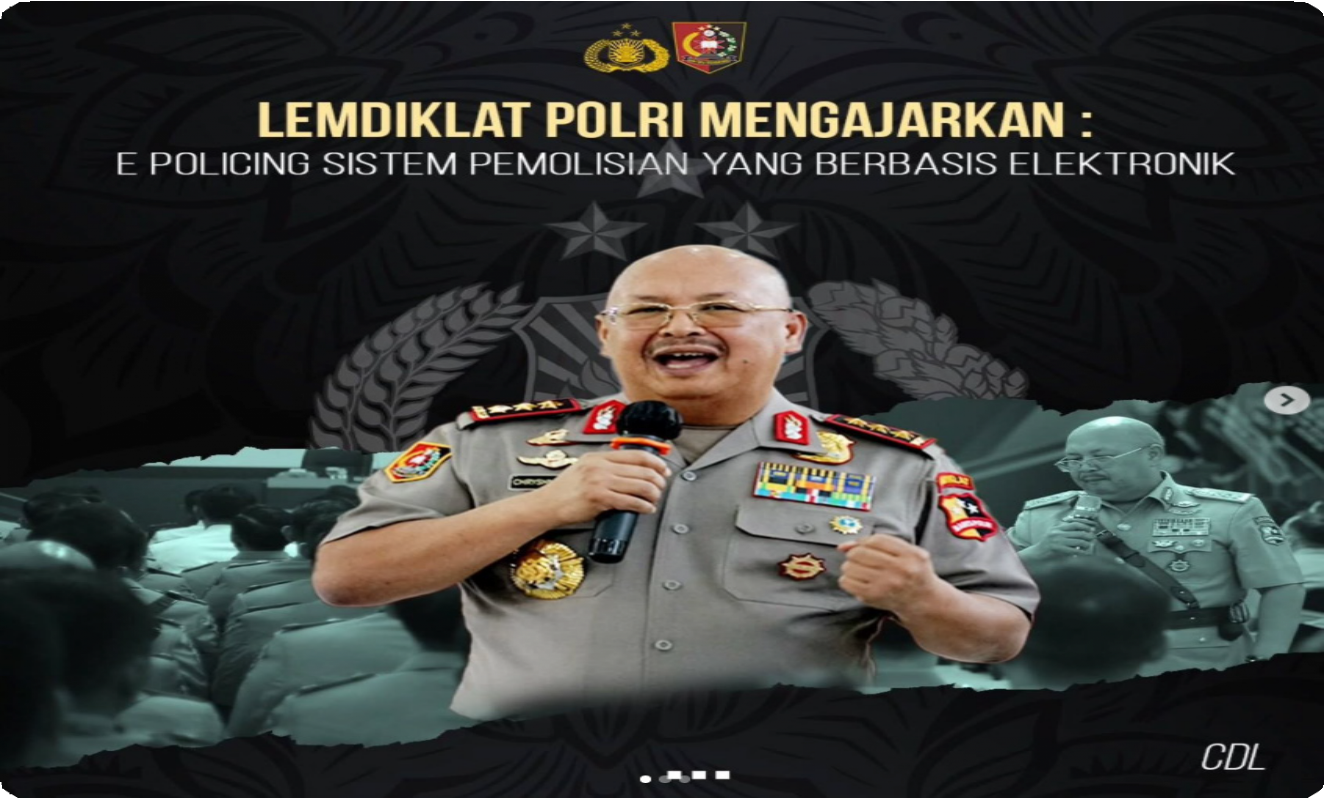 LEMDIKLAT POLRI MENGAJARKAN :
E POLICING SISTEM PEMOLISIAN YANG BERBASIS ELEKTRONIK
CDL